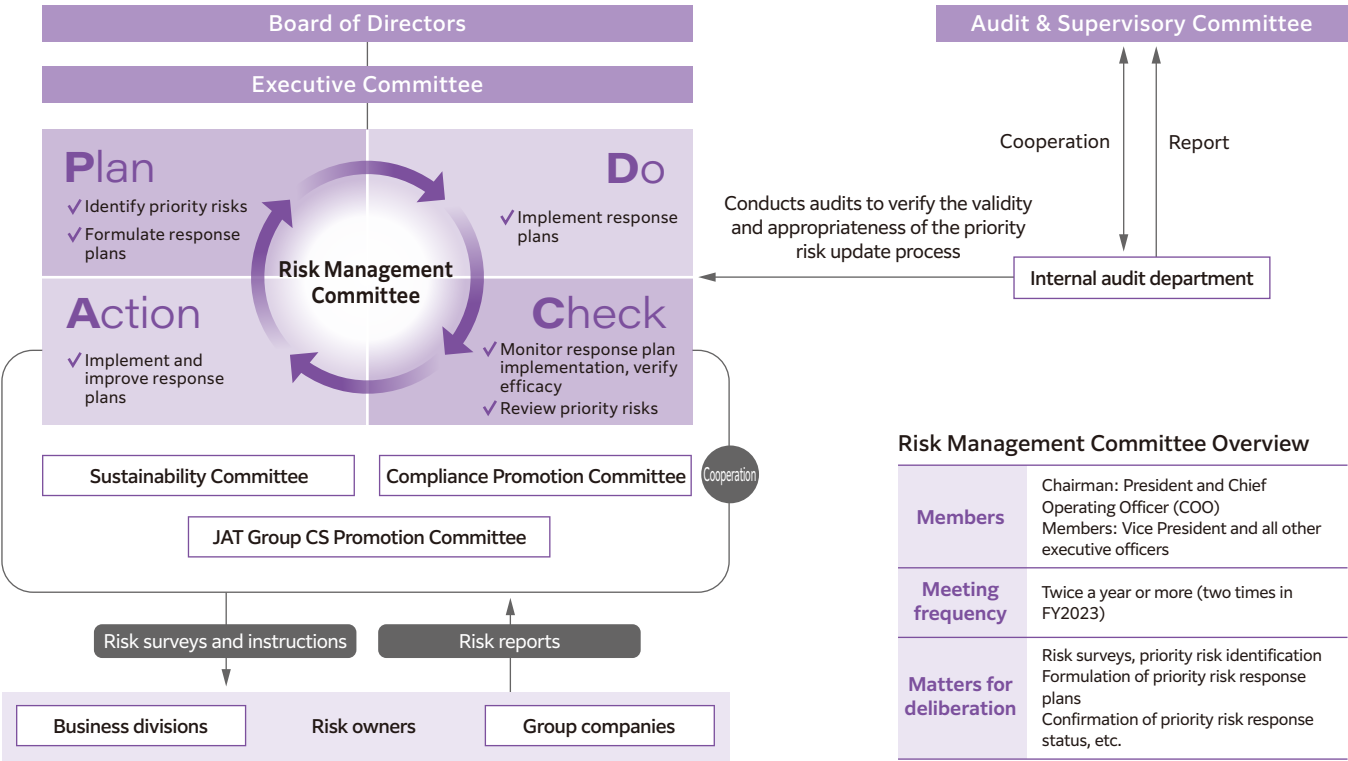 Board of Directors
Executive Committee
Plan
Identify priority risks
Formulate response
plans
Do
Implement response
plans
Risk Management
Committee
Action
Implement and
improve response
plans
Check
Monitor response plan
implementation, verify
efficacy
Review priority risks
Sustainability Committee
Compliance Promotion Committee
JAT Group CS Promotion Committee
Cooperation
Risk surveys and instructions
Risk reports
Business divisions
Risk owners
Group companies
Audit & Supervisory Committee
Cooperation
Report
Conducts audits to verify the validity
and appropriateness of the priority
risk update process
Internal audit department
Risk Management Committee Overview
Members
Chairman: President and Chief
Operating Officer (COO)
Members: Vice President and all other
executive officers
Meeting
frequency
Twice a year or more (two times in
FY2023)
Matters for
deliberation
Risk surveys, priority risk identification
Formulation of priority risk response
plans
Confirmation of priority risk response
status, etc.